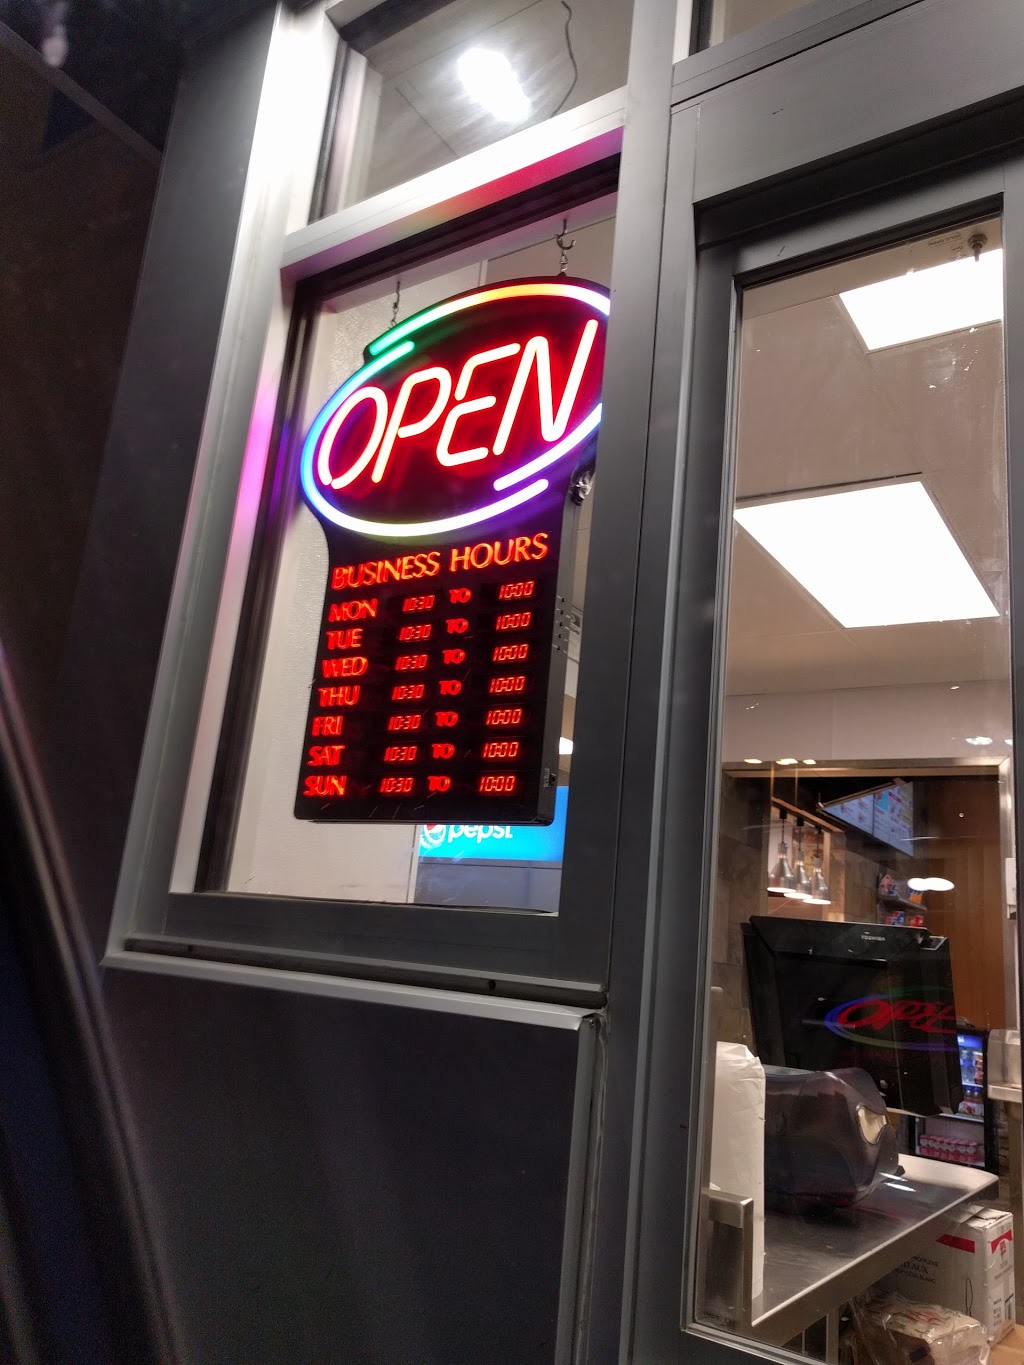 OPEN
BUSINESS HOURS
MON 10:30 TO 10:00
TUE 10:30 TO 10:00
WED 10:30 TO 10:00
THU 10:30 TO 10:00
FRI 10:30 TO 10:00
SAT 10:30 TO 10:00
SUN 10:30 TO 10:00
pepsi
TOSHIBA
OPEN